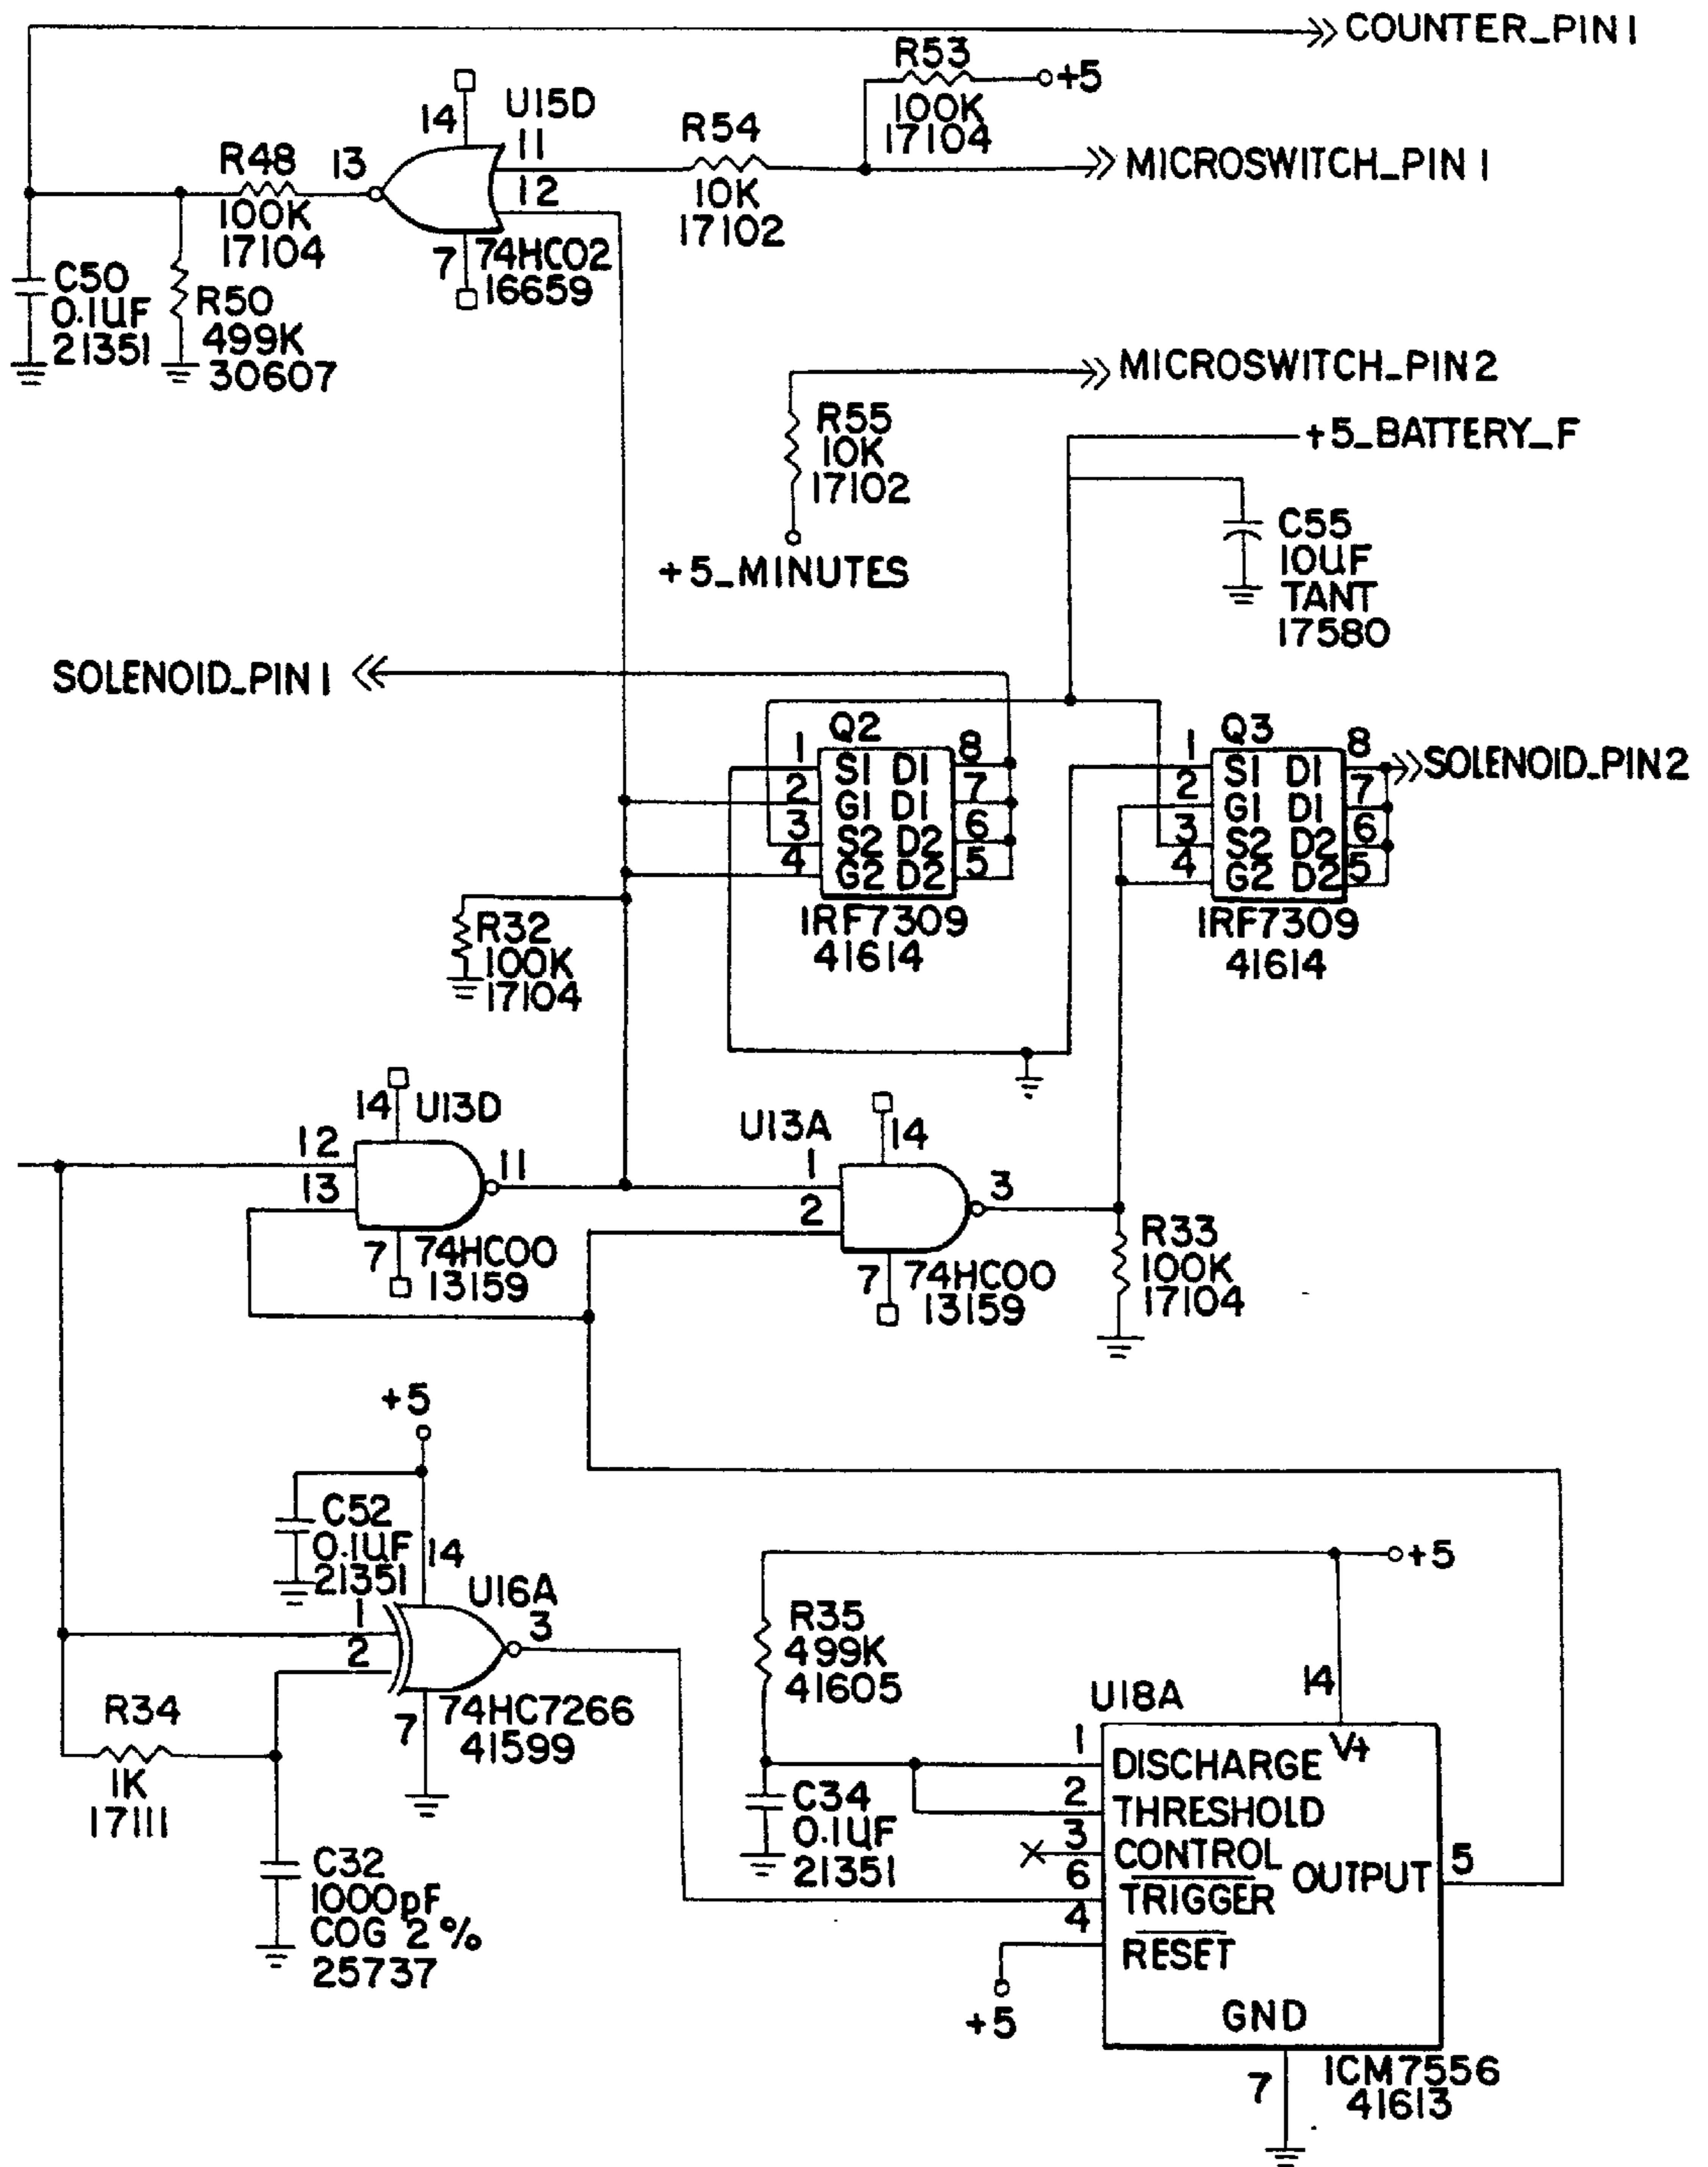 COUNTER_PIN1
R53
+5
100K
17104
U15D
14
11
12
13
7
74HC02
16659
R54
10K
17102
MICROSWITCH_PIN1
R48
100K
17104
C50
0.1UF
21351
R50
499K
30607
MICROSWITCH_PIN2
R55
10K
17102
+5_MINUTES
+5_BATTERY_F
C55
10UF
TANT
17580
SOLENOID_PIN1
Q2
1
2
3
4
S1 D1
G1 D1
S2 D2
G2 D2
8
7
6
5
IRF7309
41614
Q3
1
2
3
4
S1 D1
G1 D1
S2 D2
G2 D2
8
7
6
5
SOLENOID_PIN2
IRF7309
41614
R32
100K
17104
14
U13D
12
13
11
7
74HC00
13159
U13A
14
1
2
3
7
74HC00
13159
R33
100K
17104
+5
C52
0.1UF
21351
14
U16A
1
2
3
7
74HC7266
41599
R34
1K
17111
C32
1000pF
COG 2%
25737
+5
R35
499K
41605
C34
0.1UF
21351
U18A
14
V+
1
DISCHARGE
2
THRESHOLD
3
CONTROL
6
TRIGGER
4
RESET
OUTPUT
5
+5
GND
7
ICM7556
41613